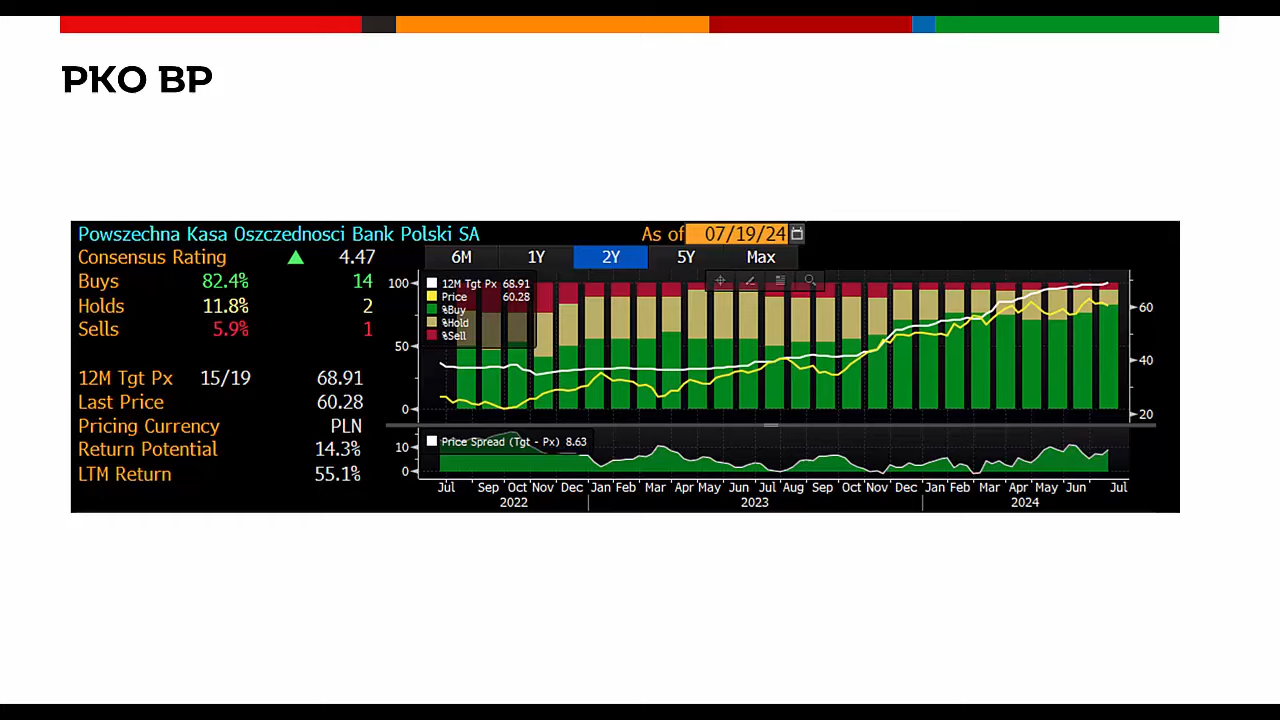 PKO BP
Powszechna Kasa Oszczednosci Bank Polski SA
As of 07/19/24
Consensus Rating 4.47
6M 1Y 2Y 5Y Max
Buys 82.4% 14
Holds 11.8% 2
Sells 5.9% 1
12M Tgt Px 15/19 68.91
Last Price 60.28
Pricing Currency PLN
Return Potential 14.3%
LTM Return 55.1%
12M Tgt Px 68.91
Price 60.28
%Buy
%Hold
%Sell
100
50
0
60
40
20
Price Spread (Tgt - Px) 8.63
10
0
Jul Sep Oct Nov Dec Jan Feb Mar Apr May Jun Jul Aug Sep Oct Nov Dec Jan Feb Mar Apr May Jun Jul
2022 2023 2024